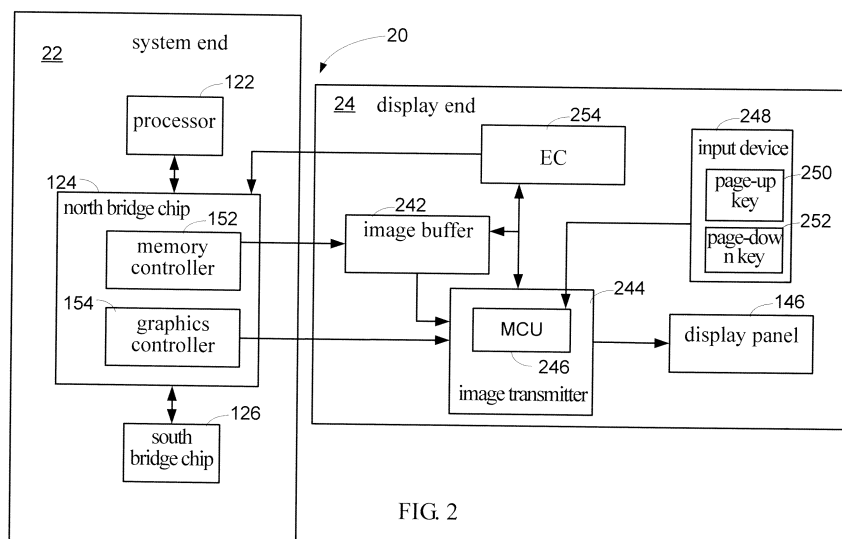 system end
22
20
122
processor
124
north bridge chip
152
memory
controller
154
graphics
controller
126
south
bridge chip
24 display end
254
EC
242
image buffer
248
input device
250
page-up
key
252
page-dow
n key
244
MCU
246
image transmitter
146
display panel
FIG. 2